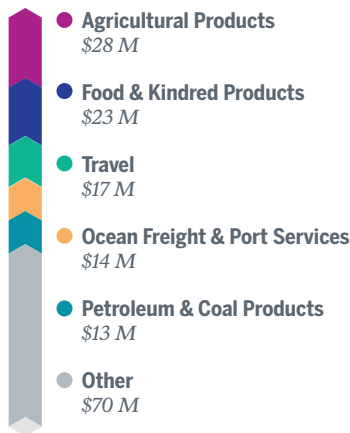 Agricultural Products
$28 M
Food & Kindred Products
$23 M
Travel
$17 M
Ocean Freight & Port Services
$14 M
Petroleum & Coal Products
$13 M
Other
$70 M